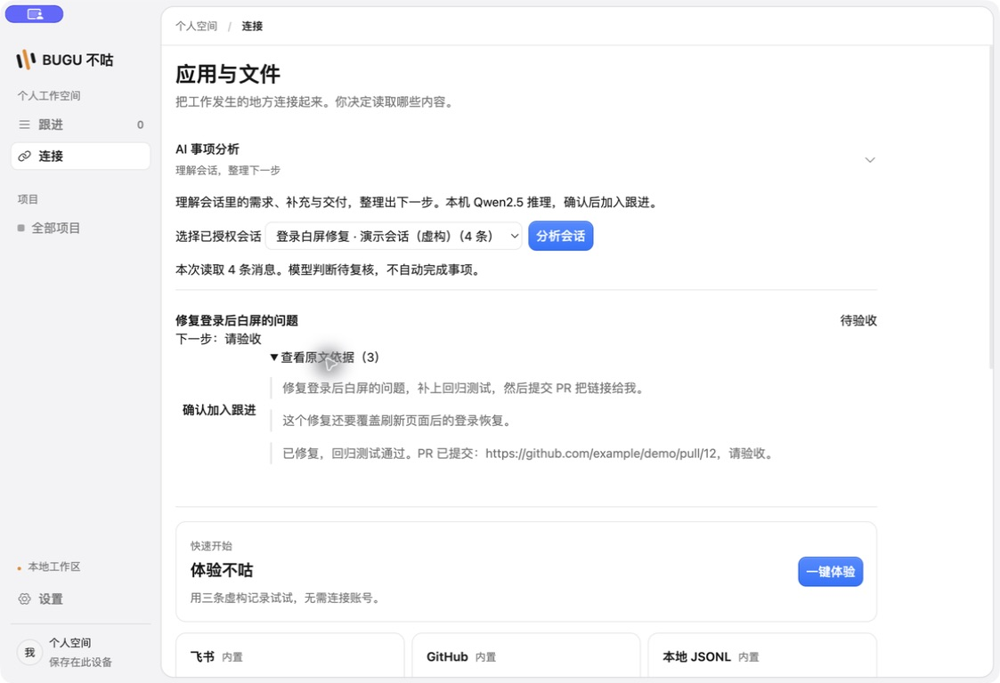 个人空间 / 连接
BUGU 不咕
个人工作空间
跟进 0
连接
项目
全部项目
本地工作区
设置
我
个人空间
保存在此设备
应用与文件
把工作发生的地方连接起来。你决定读取哪些内容。
AI 事项分析
理解会话，整理下一步
理解会话里的需求、补充与交付，整理出下一步。本机 Qwen2.5 推理，确认后加入跟进。
选择已授权会话 登录白屏修复 · 演示会话（虚构）（4 条） 分析会话
本次读取 4 条消息。模型判断待复核，不自动完成事项。
修复登录后白屏的问题 待验收
下一步：请验收
▼查看原文依据（3）
修复登录后白屏的问题，补上回归测试，然后提交 PR 把链接给我。
确认加入跟进
这个修复还要覆盖刷新页面后的登录恢复。
已修复，回归测试通过。PR 已提交：https://github.com/example/demo/pull/12，请验收。
快速开始
体验不咕
一键体验
用三条虚构记录试试，无需连接账号。
飞书 内置
GitHub 内置
本地 JSONL 内置